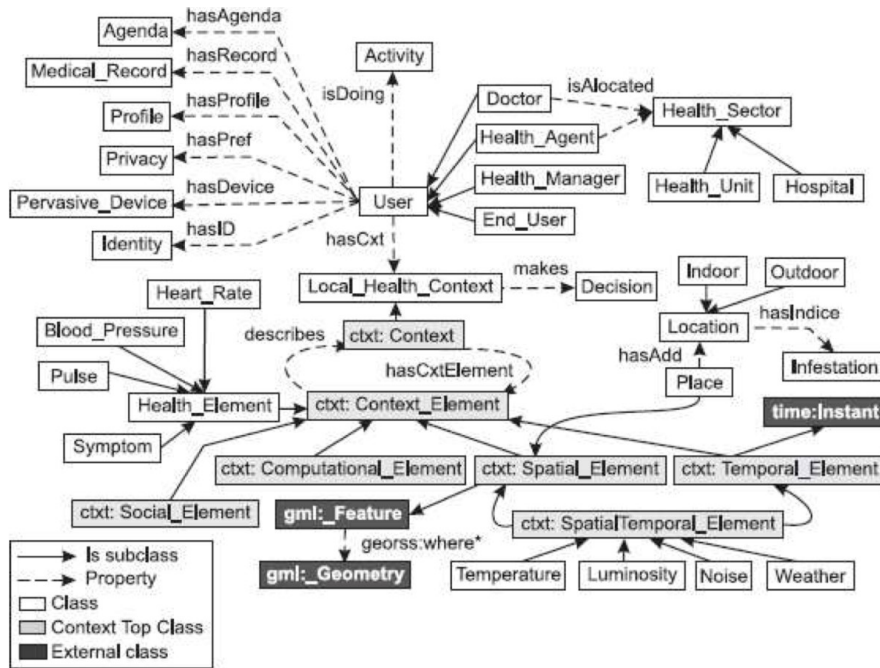 Agenda
hasAgenda
Medical_Record
hasRecord
Profile
hasProfile
Privacy
hasPref
Pervasive_Device
hasDevice
Identity
hasID
Activity
isDoing
User
hasCxt
Doctor
Health_Agent
Health_Manager
End_User
isAlocated
Health_Sector
Health_Unit
Hospital
Local_Health_Context
makes
Decision
ctxt: Context
describes
hasCxtElement
Indoor
Outdoor
Location
hasIndice
Infestation
hasAdd
Place
Heart_Rate
Blood_Pressure
Pulse
Health_Element
Symptom
ctxt: Context_Element
time:Instant
ctxt: Computational_Element
ctxt: Spatial_Element
ctxt: Temporal_Element
ctxt: Social_Element
gml:_Feature
ctxt: SpatialTemporal_Element
georss:where*
gml:_Geometry
Temperature
Luminosity
Noise
Weather
Is subclass
Property
Class
Context Top Class
External class